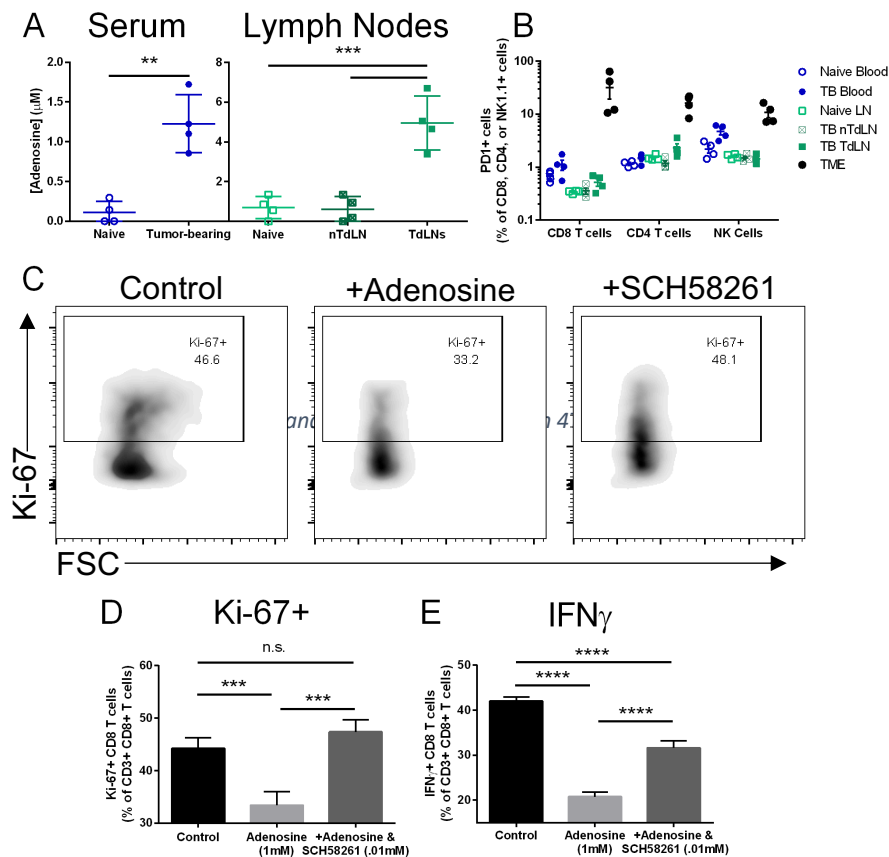 A
Serum
Lymph Nodes
B
**
***
[Adenosine] (µM)
2.0
1.5
1.0
0.5
0.0
Naive
Tumor-bearing
8
6
4
2
0
Naive
nTdLN
TdLNs
PD1+ cells
(% of CD8, CD4, or NK1.1+ cells)
100
10
1
0.1
CD8 T cells
CD4 T cells
NK Cells
Naive Blood
TB Blood
Naive LN
TB nTdLN
TB TdLN
TME
C
Control
+Adenosine
+SCH58261
Ki-67+
46.6
Ki-67+
33.2
Ki-67+
48.1
Ki-67
FSC
D
Ki-67+
n.s.
***
***
Ki-67+ CD8 T cells
(% of CD3+ CD8+ T cells)
60
50
40
30
Control
Adenosine
(1mM)
+Adenosine &
SCH58261 (.01mM)
E
IFNγ
****
****
****
IFNγ+ CD8 T cells
(% of CD3+ CD8+ T cells)
50
40
30
20
Control
Adenosine
(1mM)
+Adenosine &
SCH58261 (.01mM)